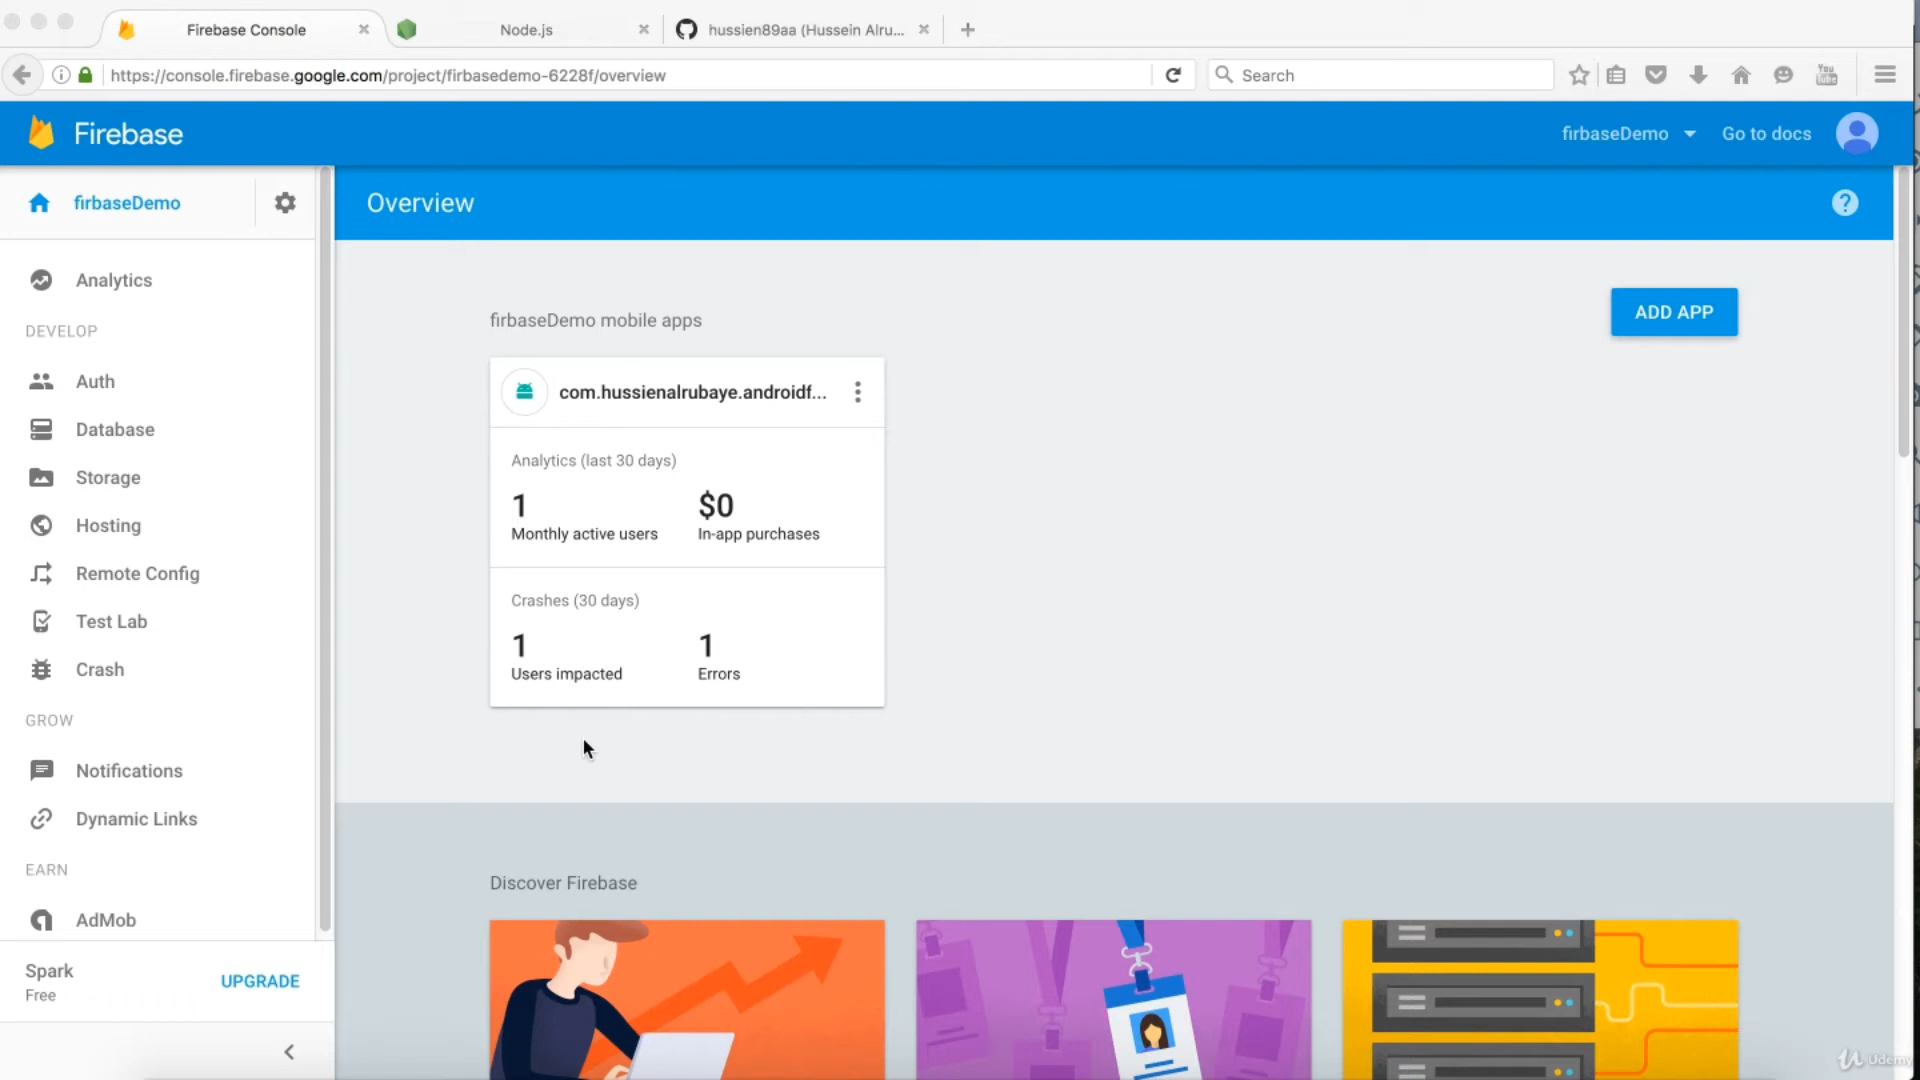 Firebase Console
Node.js
hussien89aa (Hussein Alru...
https://console.firebase.google.com/project/firbasedemo-6228f/overview
Search
You
Tube
Firebase
firbaseDemo
Go to docs
firbaseDemo
Overview
Analytics
DEVELOP
Auth
Database
Storage
Hosting
Remote Config
Test Lab
Crash
GROW
Notifications
Dynamic Links
EARN
AdMob
Spark
Free
UPGRADE
firbaseDemo mobile apps
ADD APP
com.hussienalrubaye.androidf...
Analytics (last 30 days)
1
$0
Monthly active users
In-app purchases
Crashes (30 days)
1
1
Users impacted
Errors
Discover Firebase
Udemy